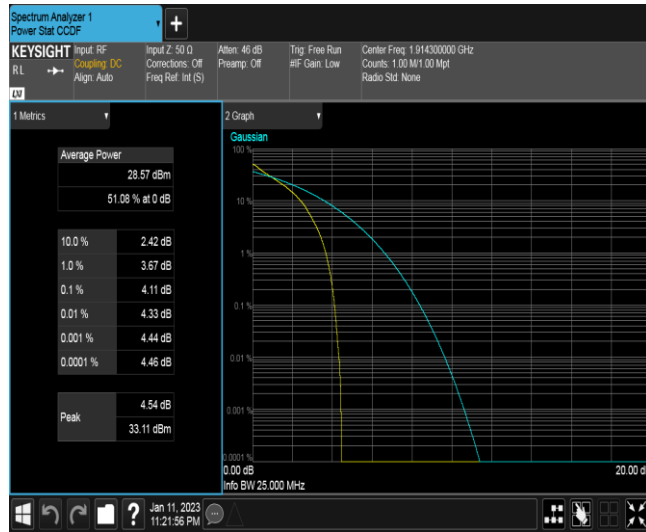 Spectrum Analyzer 1
Power Stat CCDF
+
KEYSIGHT
RL
LXI
Input: RF
Coupling: DC
Align: Auto
Input Z: 50 Ω
Corrections: Off
Freq Ref: Int (S)
Atten: 46 dB
Preamp: Off
Trig: Free Run
#IF Gain: Low
Center Freq: 1.914300000 GHz
Counts: 1.00 M/1.00 Mpt
Radio Std: None
1 Metrics
Average Power
28.57 dBm
51.08 % at 0 dB
10.0 % 2.42 dB
1.0 % 3.67 dB
0.1 % 4.11 dB
0.01 % 4.33 dB
0.001 % 4.44 dB
0.0001 % 4.46 dB
Peak
4.54 dB
33.11 dBm
2 Graph
Gaussian
100 %
10 %
1 %
0.1 %
0.01 %
0.001 %
0.0001 %
0.00 dB
20.00 d
Info BW 25.000 MHz
?
Jan 11, 2023
11:21:56 PM